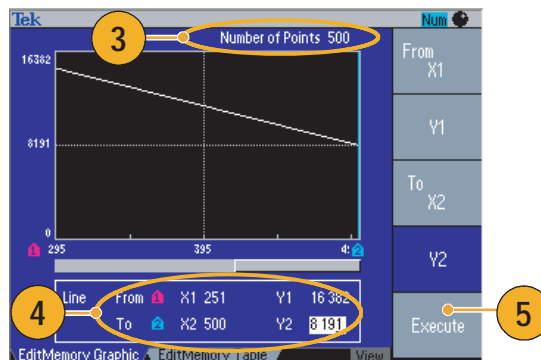 Tek
Num
3
Number of Points 500
From
X1
16382
Y1
8191
To
X2
0
1
295
395
2
Y2
4
Line From 1 X1 251 Y1 16 382
To 2 X2 500 Y2 8 191
Execute
5
EditMemory Graphic
EditMemory Table
View